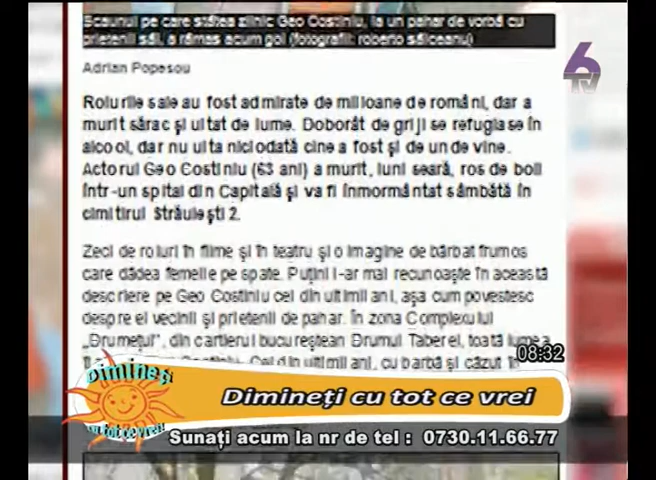 Scaunul pe care stătea zilnic Geo Costiniu, la un pahar de vorbă cu
prietenii săi, a rămas acum gol (fotografii: roberto sălceanu)
6
TV
Adrian Popescu
Rolurile sale au fost admirate de milioane de români, dar a
murit sărac și uitat de lume. Doborât de griji se refugiase în
alcool, dar nu uita niciodată cine a fost și de unde vine.
Actorul Geo Costiniu (63 ani) a murit, luni seară, ros de boli
într-un spital din Capitală și va fi înmormântat sâmbătă în
cimitirul Străulești 2.
Zeci de roluri în filme și în teatru și o imagine de bărbat frumos
care dădea femeile pe spate. Puțini l-ar mai recunoaște în această
descriere pe Geo Costiniu cel din ultimii ani, așa cum povestesc
despre el vecinii și prietenii de pahar. În zona Complexului
„Drumețul”, din cartierul bucureștean Drumul Taberei, toată lumea
Costiniu. Cel din ultimii ani, cu barbă și căzut în
08:32
Dimineți
cu tot ce vrei!
Dimineți cu tot ce vrei
Sunați acum la nr de tel : 0730.11.66.77